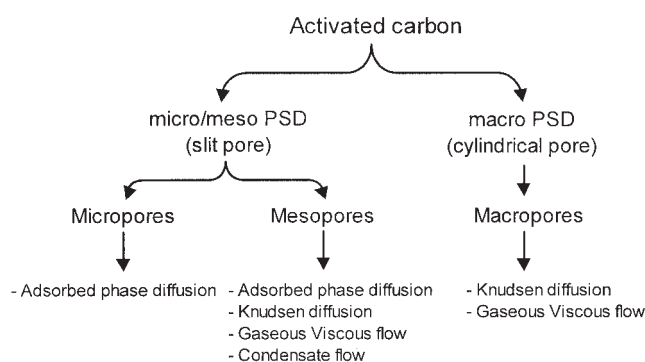 Activated carbon
micro/meso PSD
(slit pore)
macro PSD
(cylindrical pore)
Micropores
Mesopores
Macropores
- Adsorbed phase diffusion
- Adsorbed phase diffusion
- Knudsen diffusion
- Gaseous Viscous flow
- Condensate flow
- Knudsen diffusion
- Gaseous Viscous flow